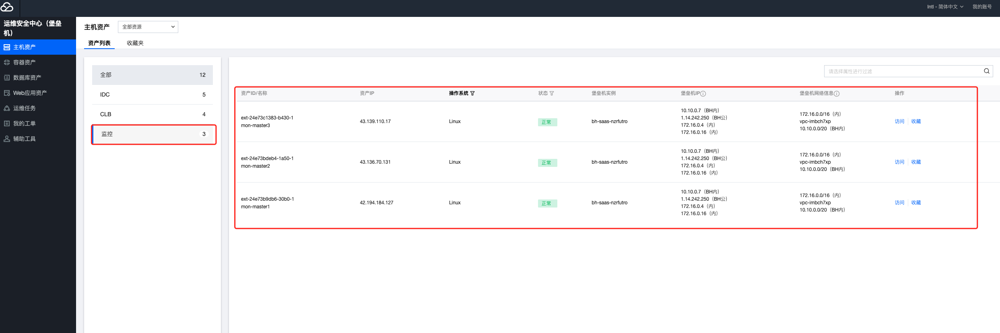 Intl - 简体中文
我的账号
运维安全中心（堡垒
机）
主机资产
容器资产
数据库资产
Web应用资产
运维任务
我的工单
辅助工具
主机资产
全部资源
资产列表
收藏夹
全部 12
IDC 5
CLB 4
监控 3
请选择属性进行过滤
资产ID/名称 资产IP 操作系统 状态 堡垒机实例 堡垒机IP 堡垒机网络信息 操作
ext-24e73c1383-b430-1
mon-master3
43.139.110.17
Linux
正常
bh-saas-nzrfutro
10.10.0.7（BH内）
1.14.242.250（BH公）
172.16.0.4（内）
172.16.0.16（内）
172.16.0.0/16（内）
vpc-imbch7xp
10.10.0.0/20（BH内）
访问 收藏
ext-24e73bdeb4-1a50-1
mon-master2
43.136.70.131
Linux
正常
bh-saas-nzrfutro
10.10.0.7（BH内）
1.14.242.250（BH公）
172.16.0.4（内）
172.16.0.16（内）
172.16.0.0/16（内）
vpc-imbch7xp
10.10.0.0/20（BH内）
访问 收藏
ext-24e73b9db6-30b0-1
mon-master1
42.194.184.127
Linux
正常
bh-saas-nzrfutro
10.10.0.7（BH内）
1.14.242.250（BH公）
172.16.0.4（内）
172.16.0.16（内）
172.16.0.0/16（内）
vpc-imbch7xp
10.10.0.0/20（BH内）
访问 收藏